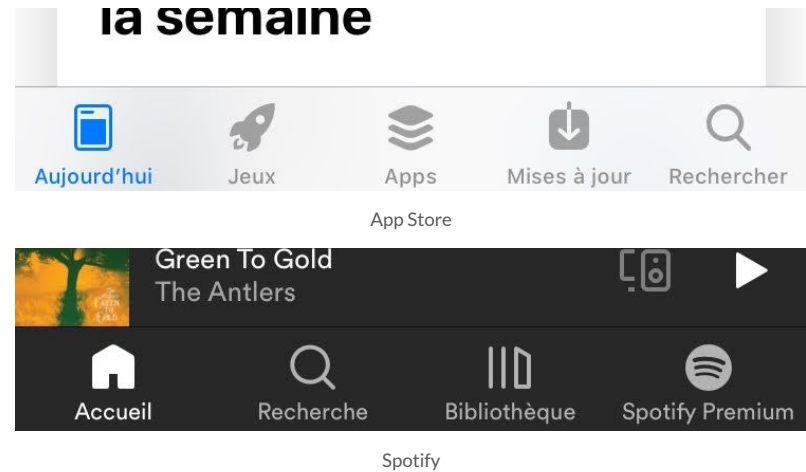 la semaine
Aujourd'hui Jeux Apps Mises à jour Rechercher
App Store
Green To Gold
The Antlers
Accueil Recherche Bibliothèque Spotify Premium
Spotify